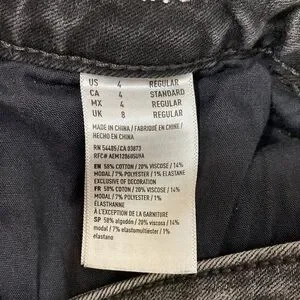 US 4 REGULAR
CA 4 STANDARD
MX 4 REGULAR
UK 8 REGULAR
MADE IN CHINA / FABRIQUÉ EN CHINE /
HECHO EN CHINA
RN 54485/CA 03873
RFC# AEM120605U9A
EN 58% COTTON / 20% VISCOSE / 14%
MODAL / 7% POLYESTER / 1% ELASTANE
EXCLUSIVE OF DECORATION
FR 58% COTON / 20% VISCOSE / 14%
MODAL / 7% POLYESTER / 1%
ELASTHANNE
À L'EXCEPTION DE LA GARNITURE
SP 58% algodón / 20% viscosa / 14%
modal / 7% elastomultiéster / 1%
elastano